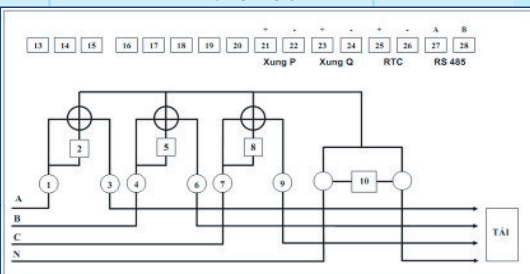 + - + - + - A B
13 14 15 16 17 18 19 20 21 22 23 24 25 26 27 28
Xung P Xung Q RTC RS 485
2 5 8
1 3 4 6 7 9 10
A
B
C
N
TẢI